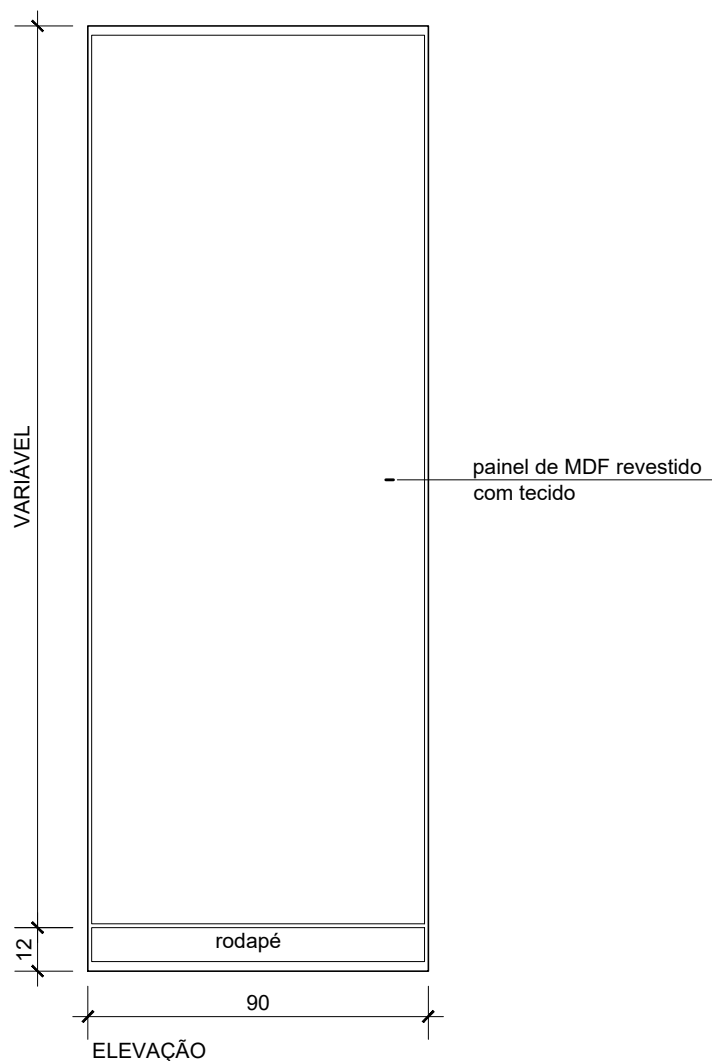 VARIÁVEL
painel de MDF revestido
com tecido
12
rodapé
90
ELEVAÇÃO